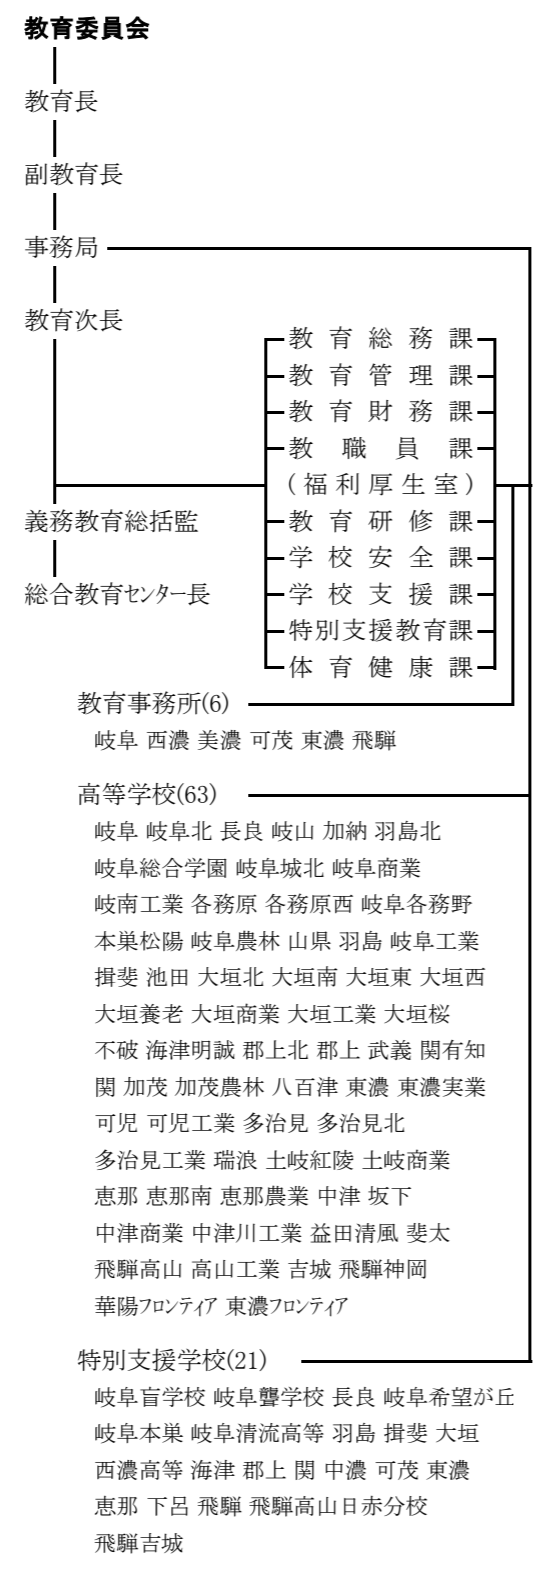 教育委員会
教育長
副教育長
事務局
教育次長
教育総務課
教育管理課
教育財務課
教職員課
(福利厚生室)
教育研修課
学校安全課
学校支援課
特別支援教育課
体育健康課
義務教育総括監
総合教育センター長
教育事務所(6)
岐阜 西濃 美濃 可茂 東濃 飛騨
高等学校(63)
岐阜 岐阜北 長良 岐山 加納 羽島北
岐阜総合学園 岐阜城北 岐阜商業
岐南工業 各務原 各務原西 岐阜各務野
本巣松陽 岐阜農林 山県 羽島 岐阜工業
揖斐 池田 大垣北 大垣南 大垣東 大垣西
大垣養老 大垣商業 大垣工業 大垣桜
不破 海津明誠 郡上北 郡上 武義 関有知
関 加茂 加茂農林 八百津 東濃 東濃実業
可児 可児工業 多治見 多治見北
多治見工業 瑞浪 土岐紅陵 土岐商業
恵那 恵那南 恵那農業 中津 坂下
中津商業 中津川工業 益田清風 斐太
飛騨高山 高山工業 吉城 飛騨神岡
華陽フロンティア 東濃フロンティア
特別支援学校(21)
岐阜盲学校 岐阜聾学校 長良 岐阜希望が丘
岐阜本巣 岐阜清流高等 羽島 揖斐 大垣
西濃高等 海津 郡上 関 中濃 可茂 東濃
恵那 下呂 飛騨 飛騨高山日赤分校
飛騨吉城